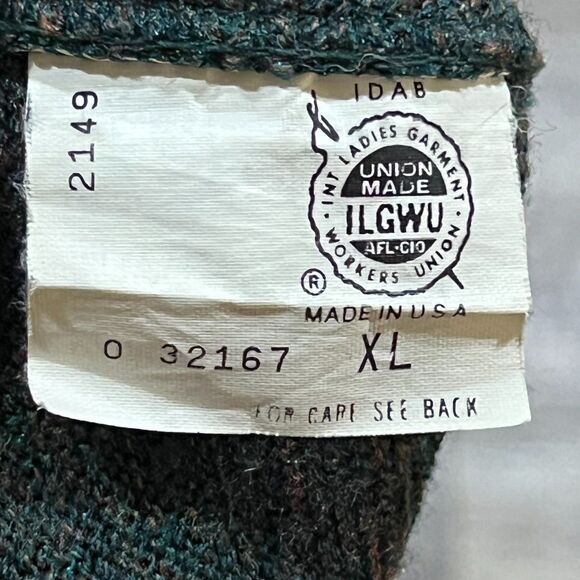 2149
IDAB
INT LADIES GARMENT
UNION
MADE
ILGWU
AFL-CIO
WORKERS UNION
®
MADE IN USA
O 32167 XL
FOR CARE SEE BACK